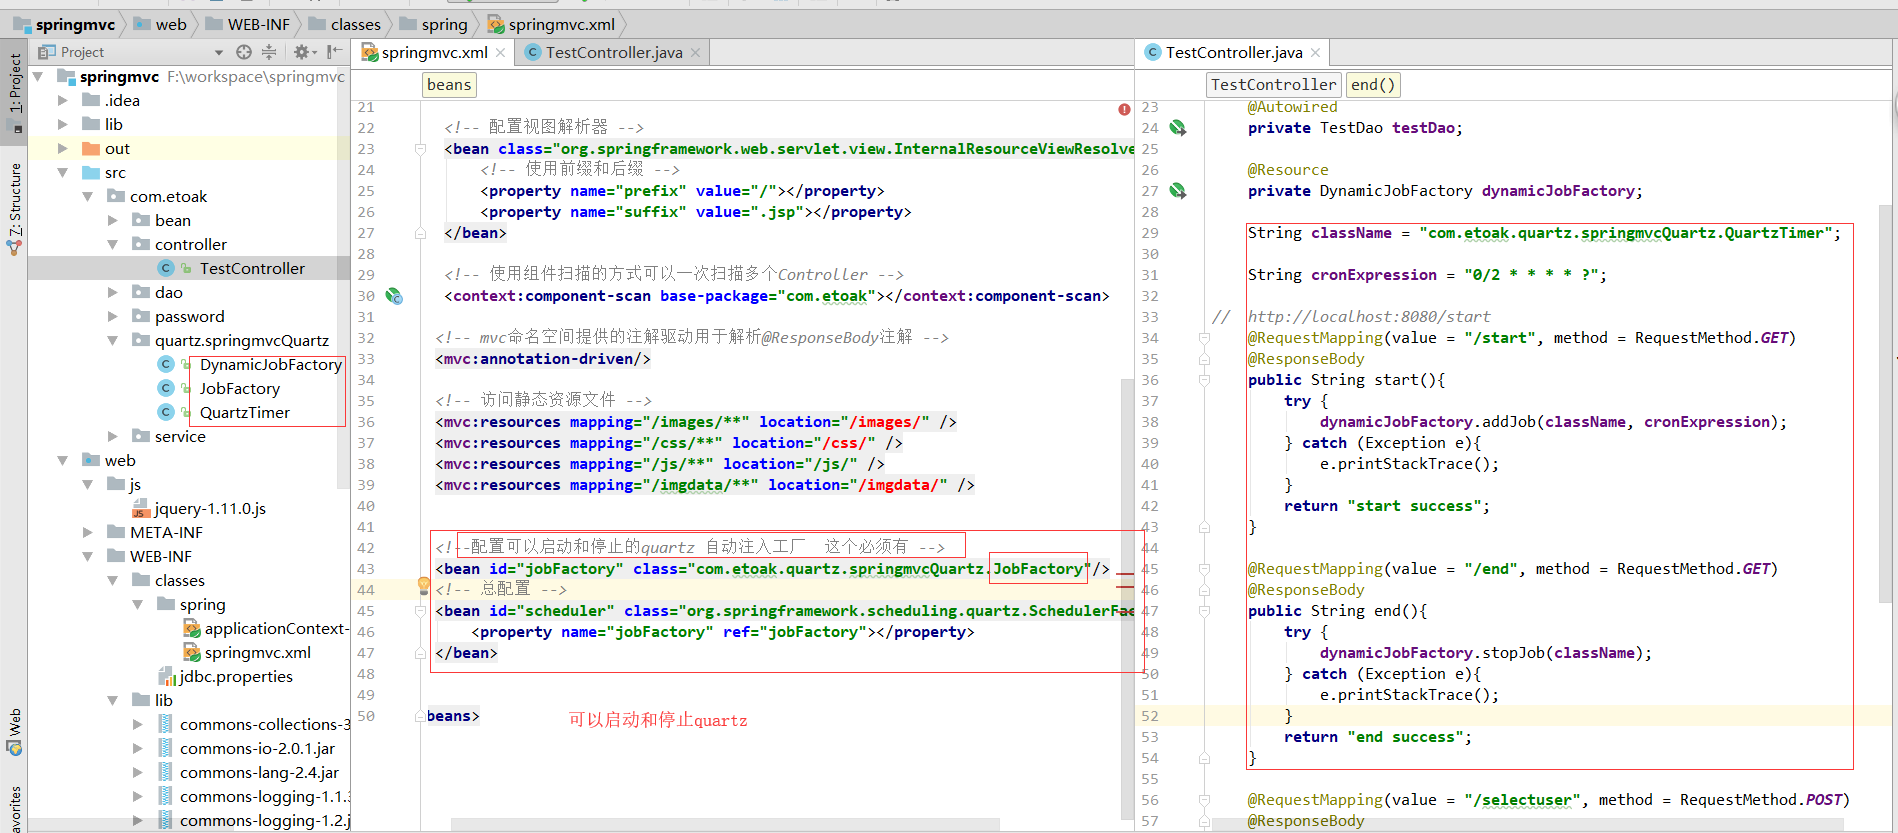 springmvc
web
WEB-INF
classes
spring
springmvc.xml
1: Project
Z: Structure
Web
Project
springmvc F:\workspace\springmvc
.idea
lib
out
src
com.etoak
bean
controller
TestController
dao
password
quartz.springmvcQuartz
DynamicJobFactory
JobFactory
QuartzTimer
service
web
js
jquery-1.11.0.js
META-INF
WEB-INF
classes
spring
applicationContext-
springmvc.xml
jdbc.properties
lib
commons-collections-3
commons-io-2.0.1.jar
commons-lang-2.4.jar
commons-logging-1.1.
commons-logging-1.2.j
springmvc.xml
TestController.java
beans
21
22 <!-- 配置视图解析器 -->
23 <bean class="org.springframework.web.servlet.view.InternalResourceViewResolve
24 <!-- 使用前缀和后缀 -->
25 <property name="prefix" value="/"></property>
26 <property name="suffix" value=".jsp"></property>
27 </bean>
28
29 <!-- 使用组件扫描的方式可以一次扫描多个Controller -->
30 <context:component-scan base-package="com.etoak"></context:component-scan>
31
32 <!-- mvc命名空间提供的注解驱动用于解析@ResponseBody注解 -->
33 <mvc:annotation-driven/>
34
35 <!-- 访问静态资源文件 -->
36 <mvc:resources mapping="/images/**" location="/images/" />
37 <mvc:resources mapping="/css/**" location="/css/" />
38 <mvc:resources mapping="/js/**" location="/js/" />
39 <mvc:resources mapping="/imgdata/**" location="/imgdata/" />
40
41
42 <!--配置可以启动和停止的quartz 自动注入工厂 这个必须有 -->
43 <bean id="jobFactory" class="com.etoak.quartz.springmvcQuartz.JobFactory"/>
44 <!-- 总配置 -->
45 <bean id="scheduler" class="org.springframework.scheduling.quartz.SchedulerFac
46 <property name="jobFactory" ref="jobFactory"></property>
47 </bean>
48
49
50 beans>
可以启动和停止quartz
TestController.java
TestController
end()
23 @Autowired
24 private TestDao testDao;
25
26 @Resource
27 private DynamicJobFactory dynamicJobFactory;
28
29 String className = "com.etoak.quartz.springmvcQuartz.QuartzTimer";
30
31 String cronExpression = "0/2 * * * * ?";
32
33 // http://localhost:8080/start
34 @RequestMapping(value = "/start", method = RequestMethod.GET)
35 @ResponseBody
36 public String start(){
37 try {
38 dynamicJobFactory.addJob(className, cronExpression);
39 } catch (Exception e){
40 e.printStackTrace();
41 }
42 return "start success";
43 }
44
45 @RequestMapping(value = "/end", method = RequestMethod.GET)
46 @ResponseBody
47 public String end(){
48 try {
49 dynamicJobFactory.stopJob(className);
50 } catch (Exception e){
51 e.printStackTrace();
52 }
53 return "end success";
54 }
55
56 @RequestMapping(value = "/selectuser", method = RequestMethod.POST)
57 @ResponseBody